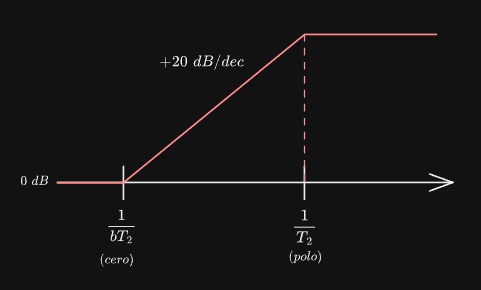 +20 dB/dec
0 dB
1/bT₂
1/T₂
(cero)
(polo)